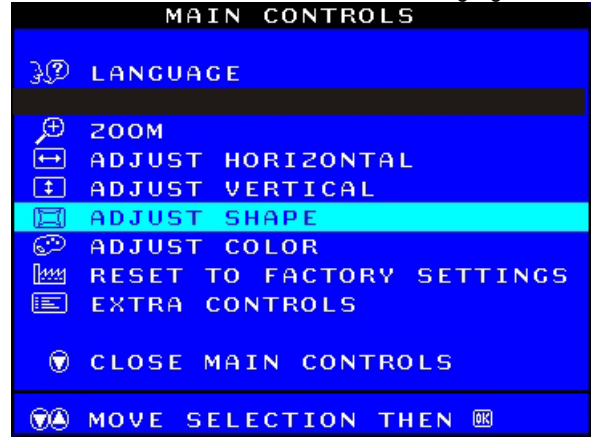 MAIN CONTROLS
LANGUAGE
ZOOM
ADJUST HORIZONTAL
ADJUST VERTICAL
ADJUST SHAPE
ADJUST COLOR
RESET TO FACTORY SETTINGS
EXTRA CONTROLS
CLOSE MAIN CONTROLS
MOVE SELECTION THEN OK